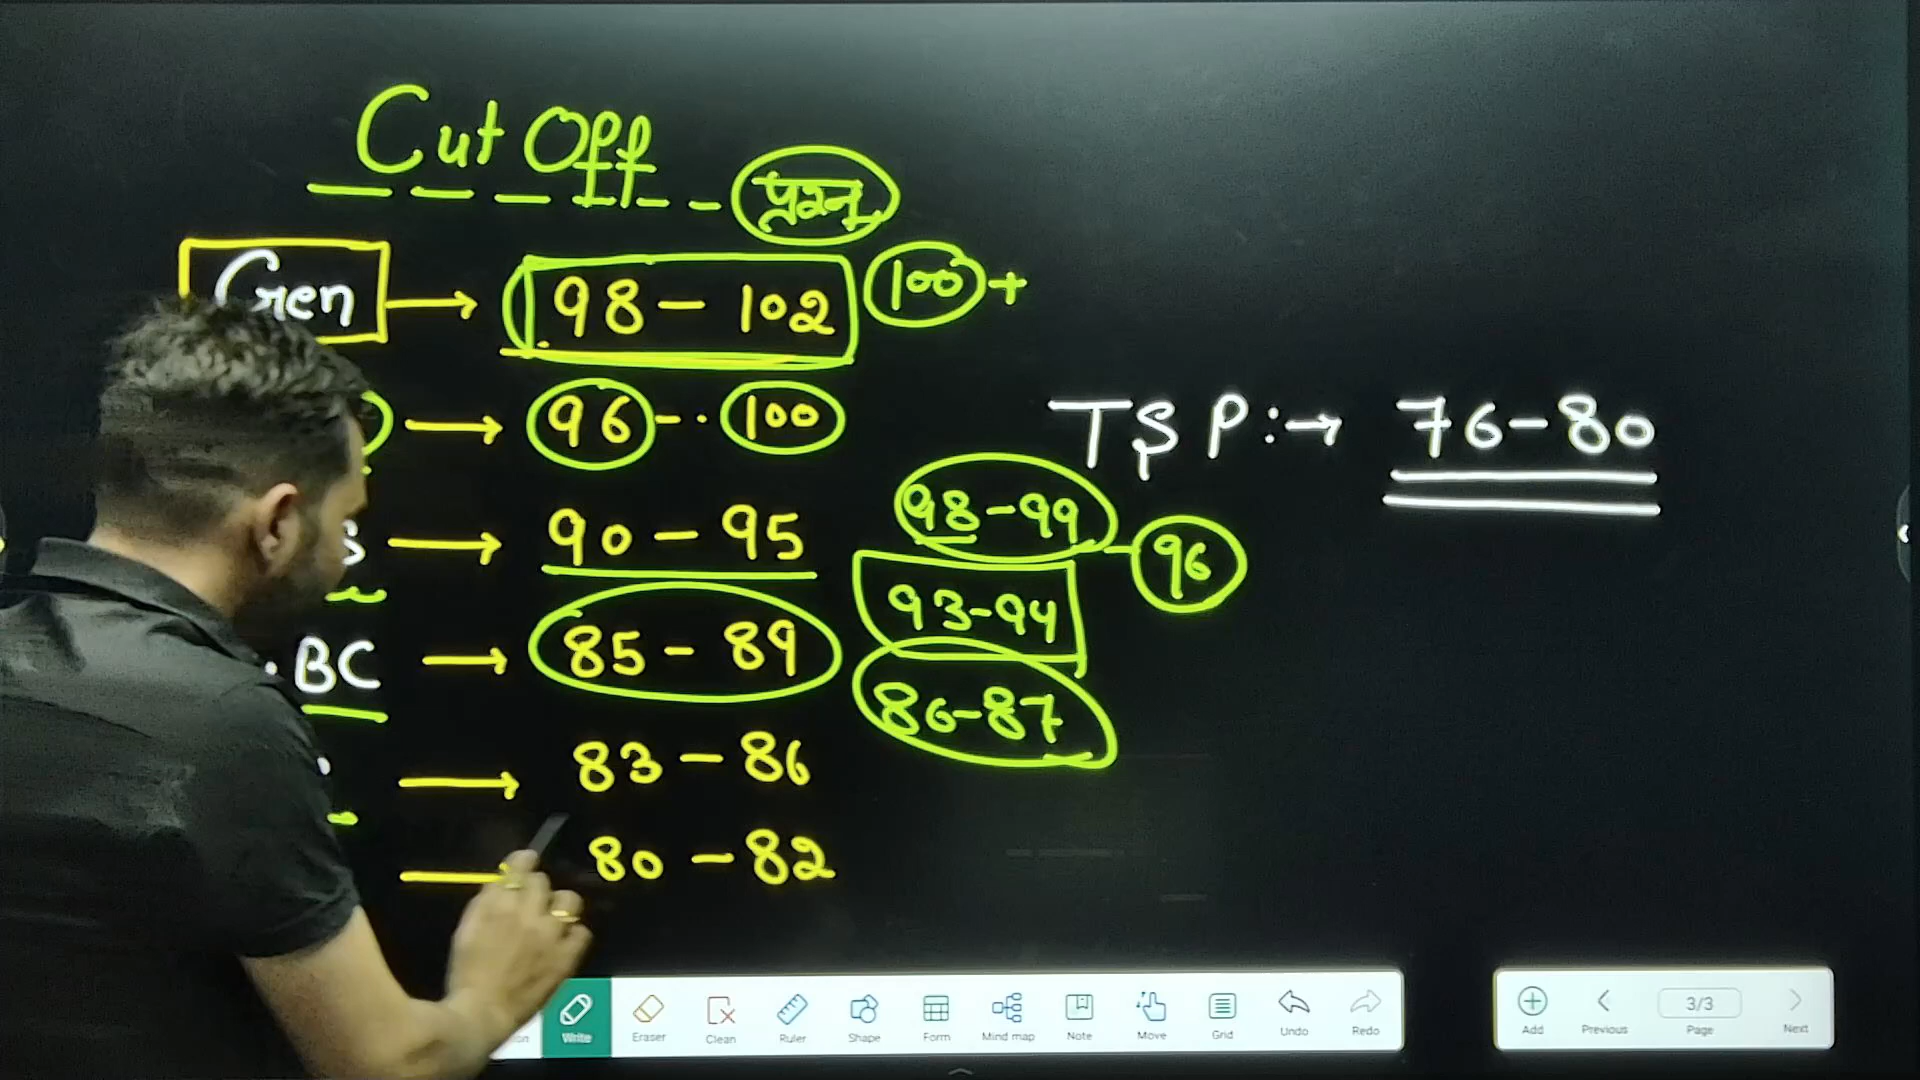 Cut Off
प्रश्न
Gen → 98 – 102 100 +
→ 96 - · 100
TSP :→ 76 – 80
→ 90 – 95
98 – 99 – 96
93 – 94
BC → 85 – 89
86 – 87
→ 83 – 86
80 – 82
Write Eraser Clean Ruler Shape Form Mind map Note Move Grid Undo Redo
Add Previous 3/3 Page Next